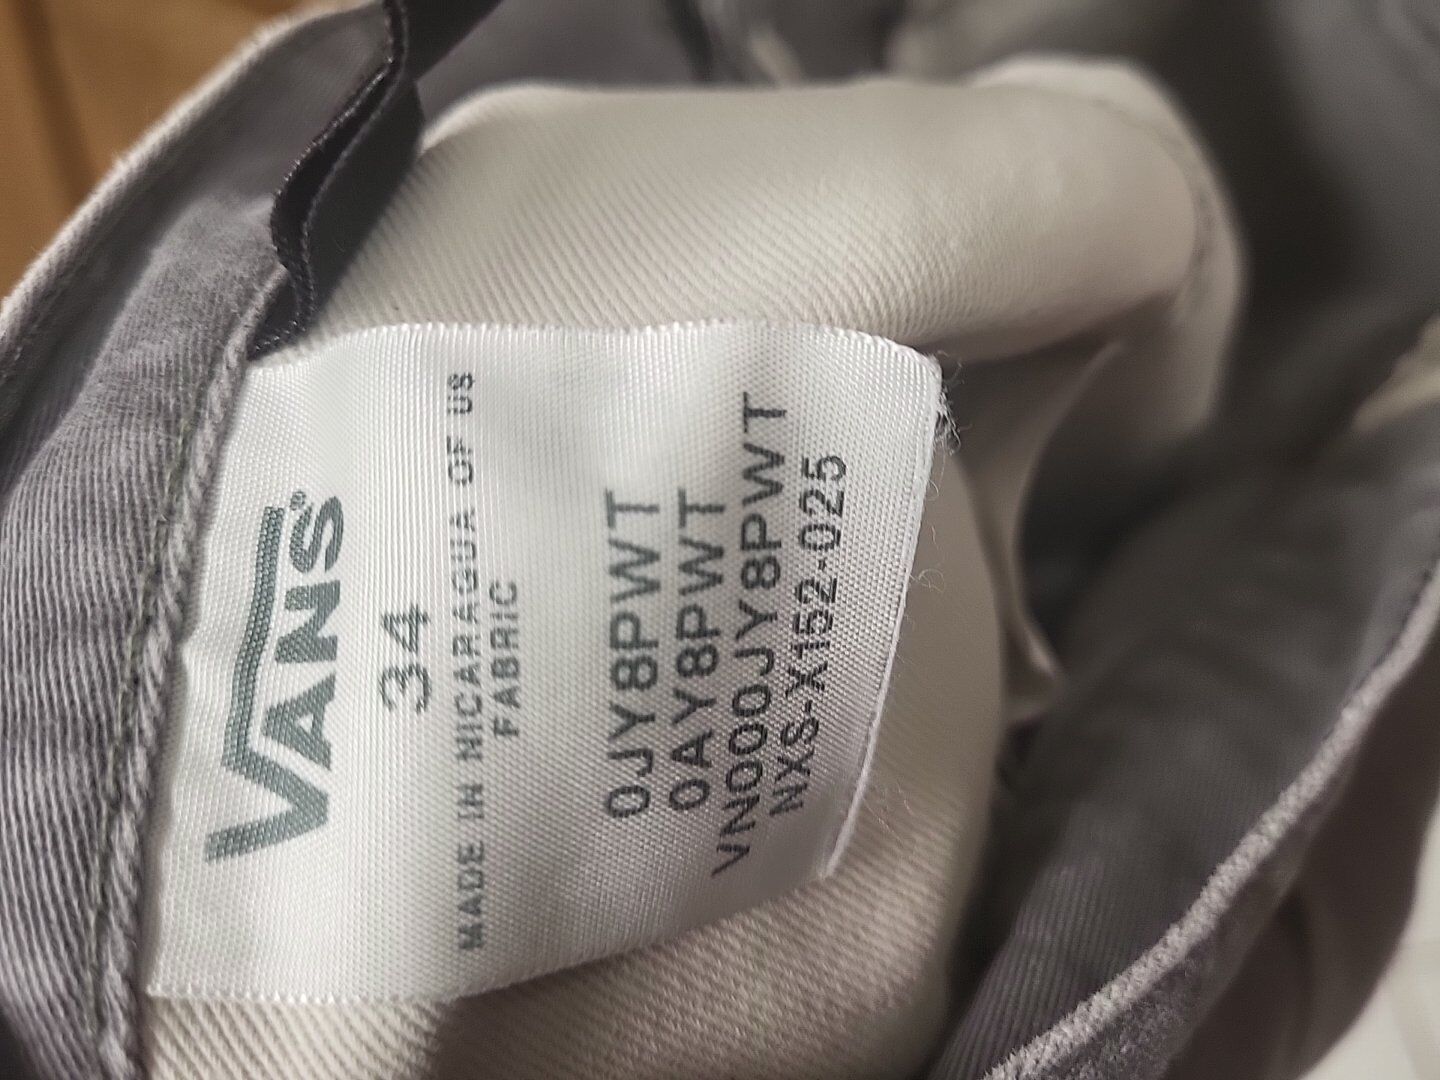 VANS®
34
MADE IN NICARAGUA OF US
FABRIC
0JY8PWT
0AY8PWT
VN000JY8PWT
NXS-X152-025